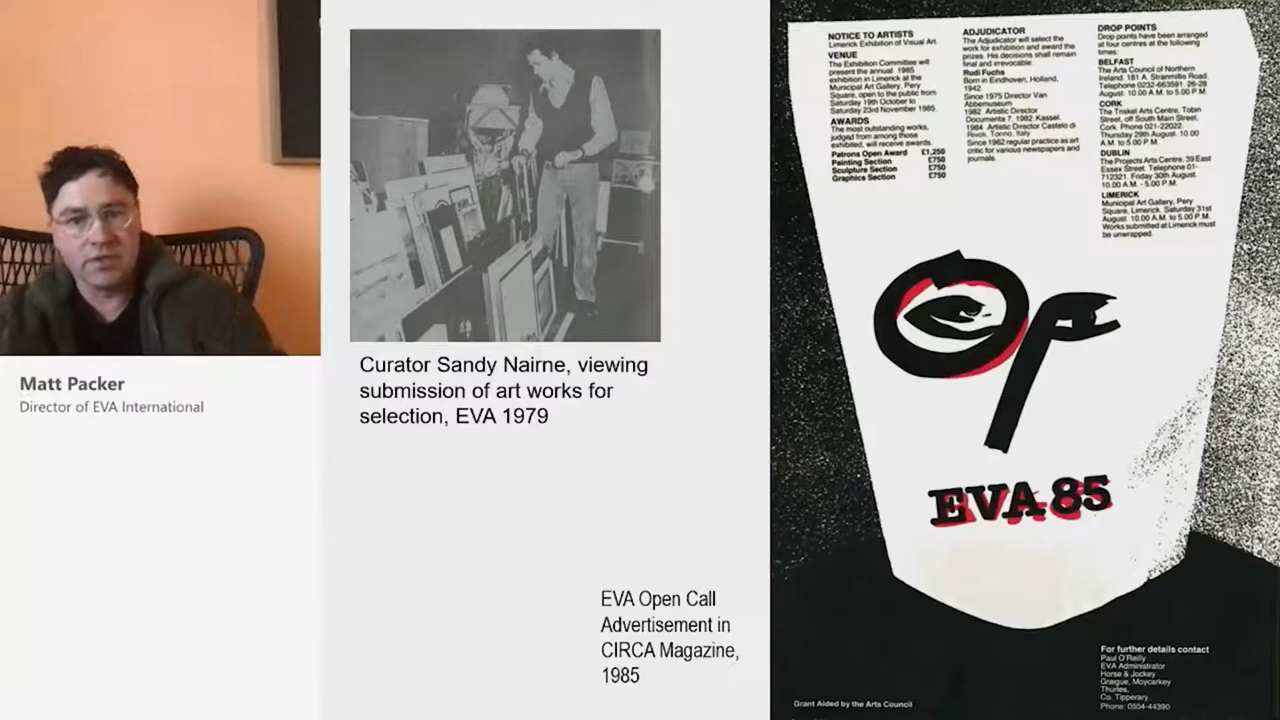 Matt Packer
Director of EVA International
Curator Sandy Nairne, viewing
submission of art works for
selection, EVA 1979
EVA Open Call
Advertisement in
CIRCA Magazine,
1985
NOTICE TO ARTISTS
Limerick Exhibition of Visual Art.
VENUE
The Exhibition Committee will
present the annual 1985
exhibition in Limerick at the
Municipal Art Gallery, Pery
Square, open to the public from
Saturday 19th October to
Saturday 23rd November 1985.
AWARDS
The most outstanding works,
judged from among those
exhibited, will receive awards.
Patrons Open Award £1,250
Painting Section £750
Sculpture Section £750
Graphics Section £750
ADJUDICATOR
The Adjudicator will select the
work for exhibition and award the
prizes. His decisions shall remain
final and irrevocable.
Rudi Fuchs
Born in Eindhoven, Holland,
1942.
Since 1975 Director Van
Abbemuseum
1982 Artistic Director
Documenta 7, 1982 Kassel.
1984 Artistic Director Castelo di
Rivoli, Torino, Italy
Since 1962 regular practice as art
critic for various newspapers and
journals.
DROP POINTS
Drop points have been arranged
at four centres at the following
times:
BELFAST
The Arts Council of Northern
Ireland. 181 A. Stranmillis Road.
Telephone 0232-663591. 26-28
August. 10.00 A.M. to 5.00 P.M.
CORK
The Triskel Arts Centre, Tobin
Street, off South Main Street,
Cork. Phone 021-22022.
Thursday 29th August. 10.00
A.M. to 5.00 P.M.
DUBLIN
The Projects Arts Centre, 39 East
Essex Street. Telephone 01-
712321. Friday 30th August.
10.00 A.M. - 5.00 P.M.
LIMERICK
Municipal Art Gallery, Pery
Square, Limerick. Saturday 31st
August. 10.00 A.M. to 5.00 P.M.
Works submitted at Limerick must
be unwrapped.
EVA 85
For further details contact
Paul O'Reilly
EVA Administrator
Horse & Jockey
Graigue, Moycarkey
Thurles,
Co. Tipperary
Phone: 0504-44390
Grant Aided by the Arts Council